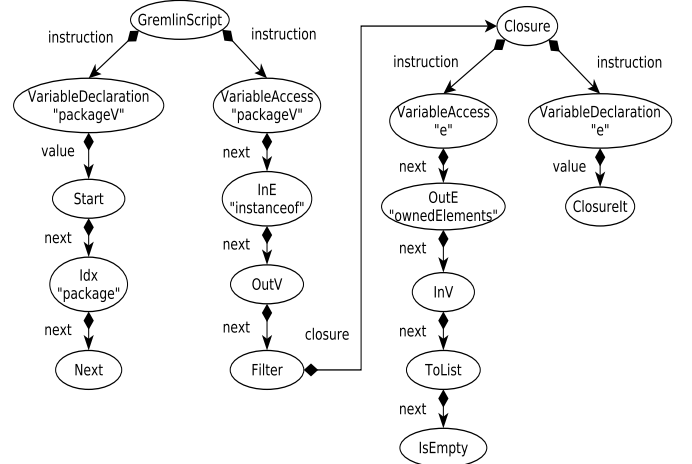 GremlinScript
Closure
instruction
instruction
instruction
instruction
VariableDeclaration
"packageV"
VariableAccess
"packageV"
VariableAccess
"e"
VariableDeclaration
"e"
value
next
next
value
Start
InE
"instanceof"
OutE
"ownedElements"
ClosureIt
next
next
next
Idx
"package"
OutV
InV
next
next
closure
next
Next
Filter
ToList
next
IsEmpty